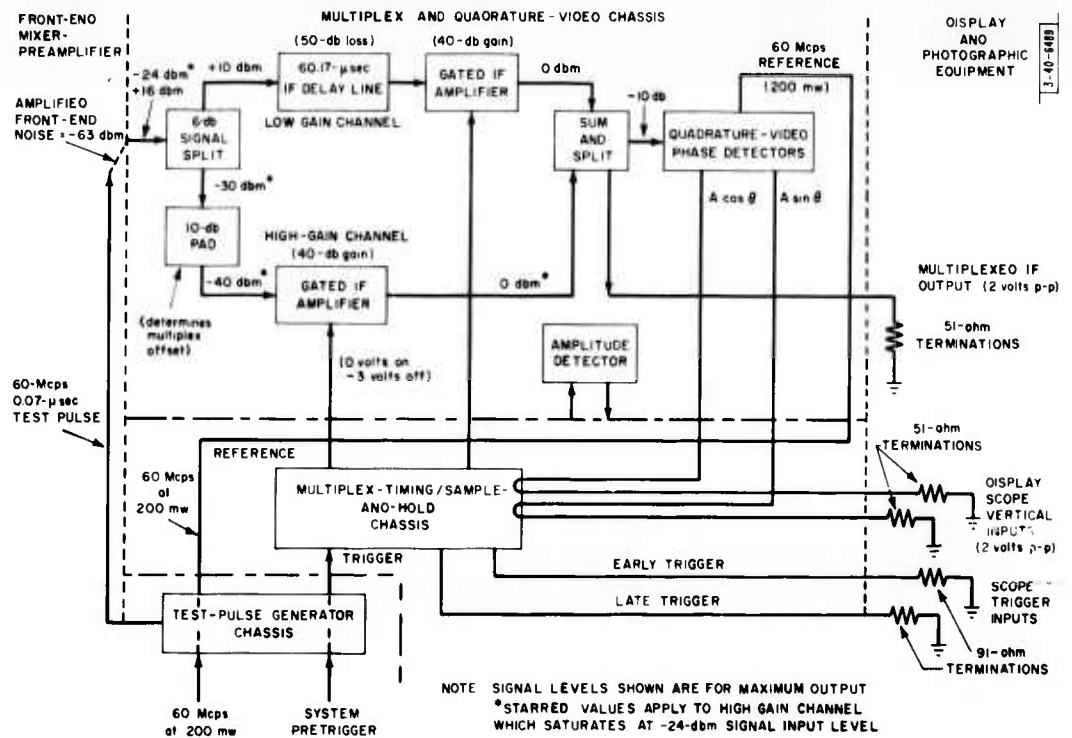 FRONT-END
MIXER-
PREAMPLIFIER
MULTIPLEX AND QUAORATURE-VIDEO CHASSIS
OISPLAY
AND
PHOTOGRAPHIC
EQUIPMENT
3-40-6489
-24 dbm*
+16 dbm
+10 dbm
(50-db loss)
60.17-μsec
IF DELAY LINE
LOW GAIN CHANNEL
(40-db gain)
GATED IF
AMPLIFIER
0 dbm
60 Mcps
REFERENCE
(200 mw)
AMPLIFIED
FRONT-END
NOISE = -63 dbm
6-db
SIGNAL
SPLIT
SUM
AND
SPLIT
-10 db
QUADRATURE-VIDEO
PHASE DETECTORS
-30 dbm*
A cos θ
A sin θ
10-db
PAD
HIGH-GAIN CHANNEL
(40-db gain)
-40 dbm*
GATED IF
AMPLIFIER
0 dbm*
MULTIPLEXEO IF
OUTPUT (2 volts p-p)
(determines
multiplex
offset)
(0 volts on
-3 volts off)
AMPLITUDE
DETECTOR
51-ohm
TERMINATIONS
60-Mcps
0.07-μsec
TEST PULSE
REFERENCE
51-ohm
TERMINATIONS
60 Mcps
at
200 mw
MULTIPLEX-TIMING/SAMPLE-
ANO-HOLD
CHASSIS
DISPLAY
SCOPE
VERTICAL
INPUTS
(2 volts p-p)
TRIGGER
EARLY TRIGGER
LATE TRIGGER
SCOPE
TRIGGER
INPUTS
TEST-PULSE GENERATOR
CHASSIS
91-ohm
TERMINATIONS
60 Mcps
at 200 mw
SYSTEM
PRETRIGGER
NOTE SIGNAL LEVELS SHOWN ARE FOR MAXIMUM OUTPUT
*STARRED VALUES APPLY TO HIGH GAIN CHANNEL
WHICH SATURATES AT -24-dbm SIGNAL INPUT LEVEL